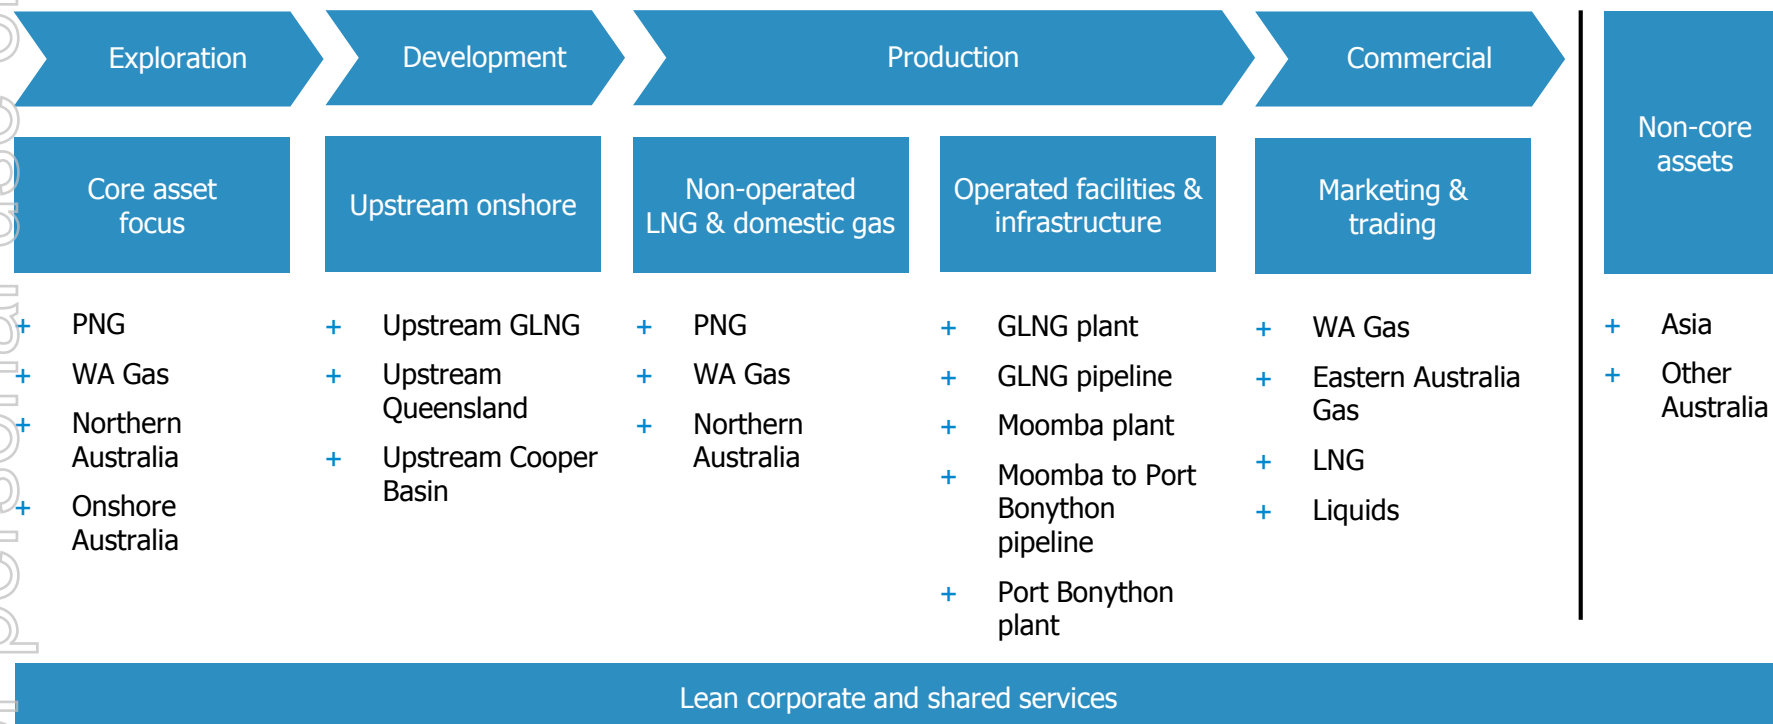 Exploration
Development
Production
Commercial
Non-core
assets
Core asset
focus
Upstream onshore
Non-operated
LNG & domestic gas
Operated facilities &
infrastructure
Marketing &
trading
+ PNG
+ WA Gas
+ Northern
Australia
+ Onshore
Australia
+ Upstream GLNG
+ Upstream
Queensland
+ Upstream Cooper
Basin
+ PNG
+ WA Gas
+ Northern
Australia
+ GLNG plant
+ GLNG pipeline
+ Moomba plant
+ Moomba to Port
Bonython
pipeline
+ Port Bonython
plant
+ WA Gas
+ Eastern Australia
Gas
+ LNG
+ Liquids
+ Asia
+ Other
Australia
Lean corporate and shared services
personal use